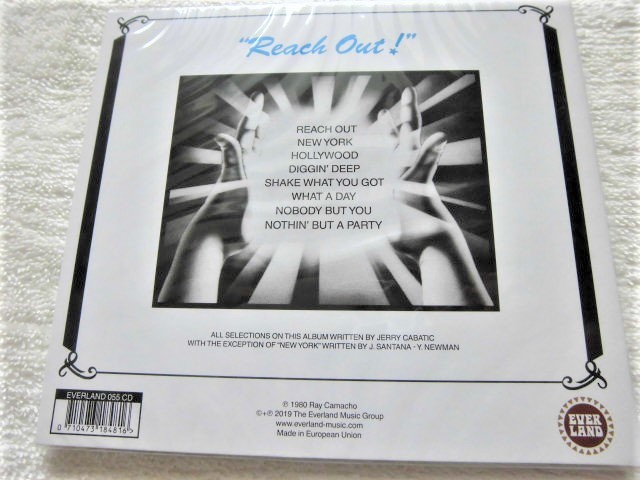 "Reach Out!"
REACH OUT
NEW YORK
HOLLYWOOD
DIGGIN' DEEP
SHAKE WHAT YOU GOT
WHAT A DAY
NOBODY BUT YOU
NOTHIN' BUT A PARTY
ALL SELECTIONS ON THIS ALBUM WRITTEN BY JERRY CABATIC
WITH THE EXCEPTION OF "NEW YORK" WRITTEN BY J. SANTANA - Y. NEWMAN
EVERLAND 055 CD
0 710473 184816 >
℗ 1980 Ray Camacho
©+℗ 2019 The Everland Music Group
www.everland-music.com
Made in European Union
EVER
LAND